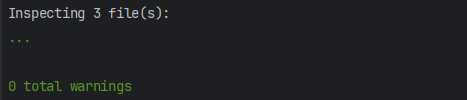 Inspecting 3 file(s):
...
0 total warnings